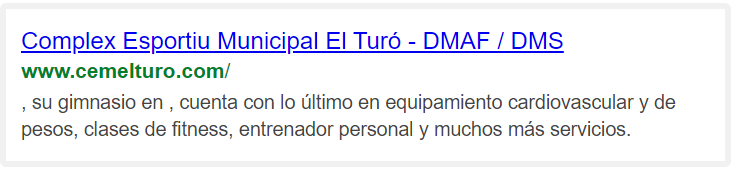 Complex Esportiu Municipal El Turó - DMAF / DMS
www.cemelturo.com/
, su gimnasio en , cuenta con lo último en equipamiento cardiovascular y de
pesos, clases de fitness, entrenador personal y muchos más servicios.